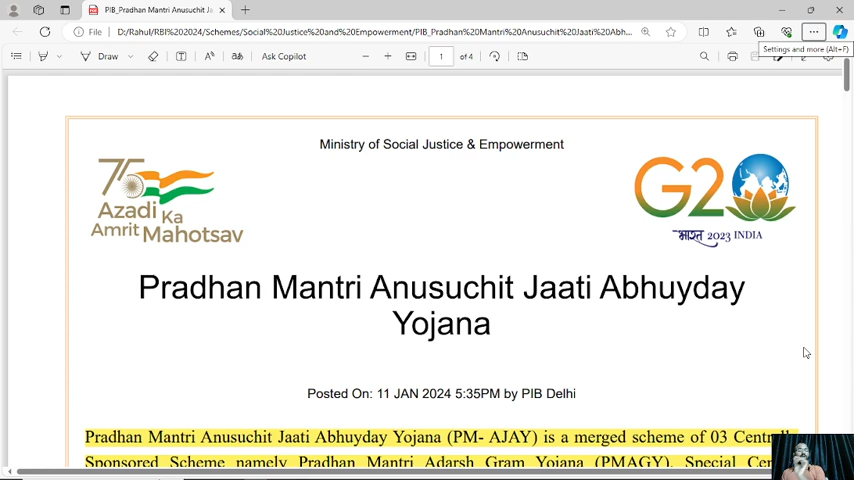 PIB_Pradhan Mantri Anusuchit J
File
D:/Rahul/RBI%202024/Schemes/Social%20Justice%20and%20Empowerment/PIB_Pradhan%20Mantri%20Anusuchit%20Jaati%20Abh...
Settings and more (Alt+F)
Draw
Ask Copilot
1 of 4
Ministry of Social Justice & Empowerment
75
Azadi Ka
Amrit Mahotsav
G20
भारत 2023 INDIA
Pradhan Mantri Anusuchit Jaati Abhuyday
Yojana
Posted On: 11 JAN 2024 5:35PM by PIB Delhi
Pradhan Mantri Anusuchit Jaati Abhuyday Yojana (PM- AJAY) is a merged scheme of 03 Centrally
Sponsored Scheme namely Pradhan Mantri Adarsh Gram Yojana (PMAGY), Special Cen